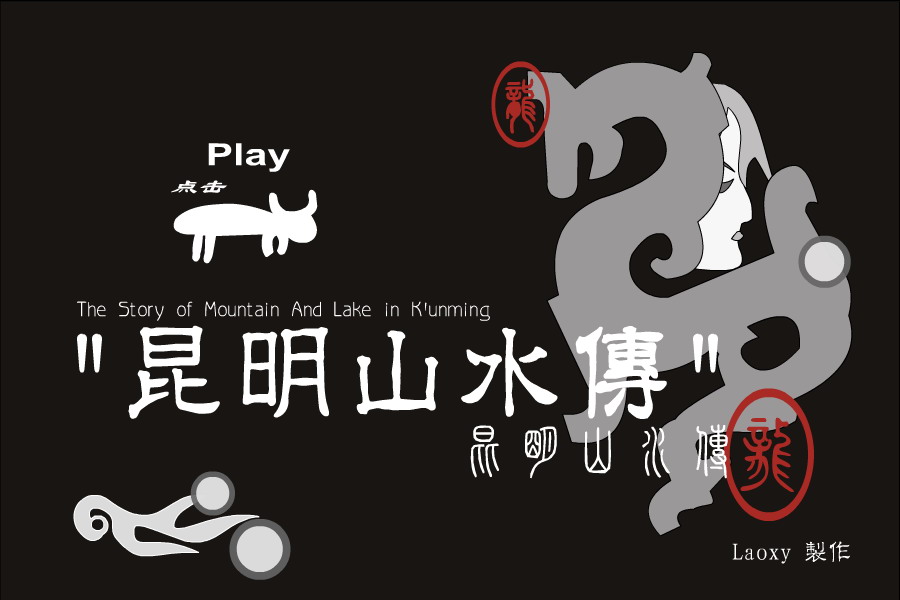 龍
Play
点击
The Story of Mountain And Lake in K'unming
"昆明山水傳"
昆明山水傳
龍
Laoxy 製作